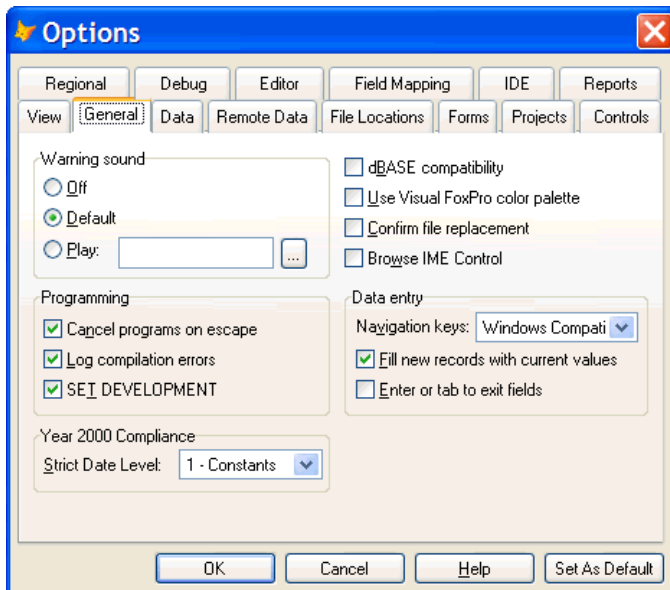 Options
Regional Debug Editor Field Mapping IDE Reports
View General Data Remote Data File Locations Forms Projects Controls
Warning sound
Off
Default
Play: ...
dBASE compatibility
Use Visual FoxPro color palette
Confirm file replacement
Browse IME Control
Programming
Cancel programs on escape
Log compilation errors
SET DEVELOPMENT
Data entry
Navigation keys: Windows Compati
Fill new records with current values
Enter or tab to exit fields
Year 2000 Compliance
Strict Date Level: 1 - Constants
OK Cancel Help Set As Default